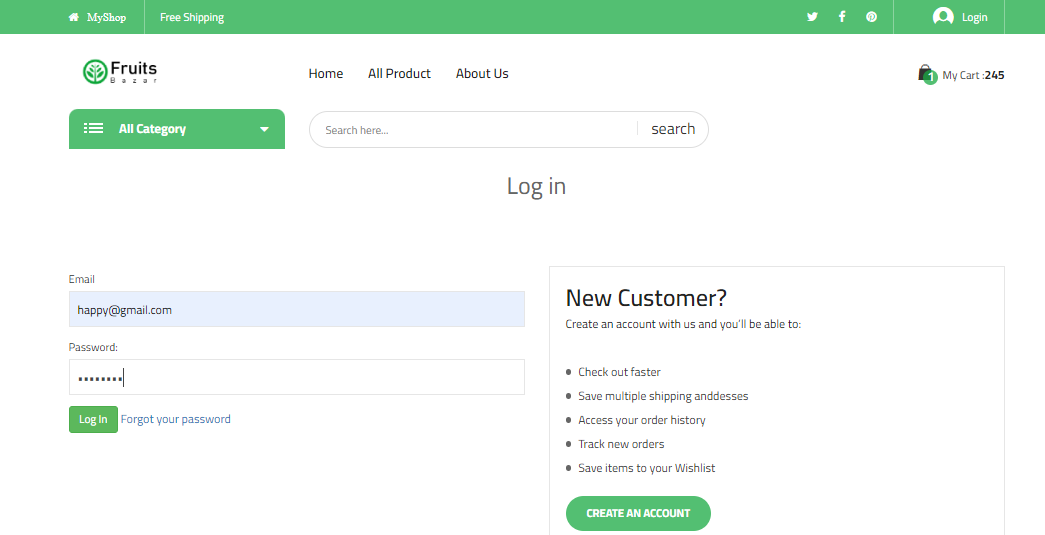 MyShop
Free Shipping
Login
Fruits
Bazar
Home
All Product
About Us
1
My Cart :245
All Category
Search here...
search
Log in
Email
happy@gmail.com
Password:
Log In
Forgot your password
New Customer?
Create an account with us and you'll be able to:
Check out faster
Save multiple shipping anddesses
Access your order history
Track new orders
Save items to your Wishlist
CREATE AN ACCOUNT